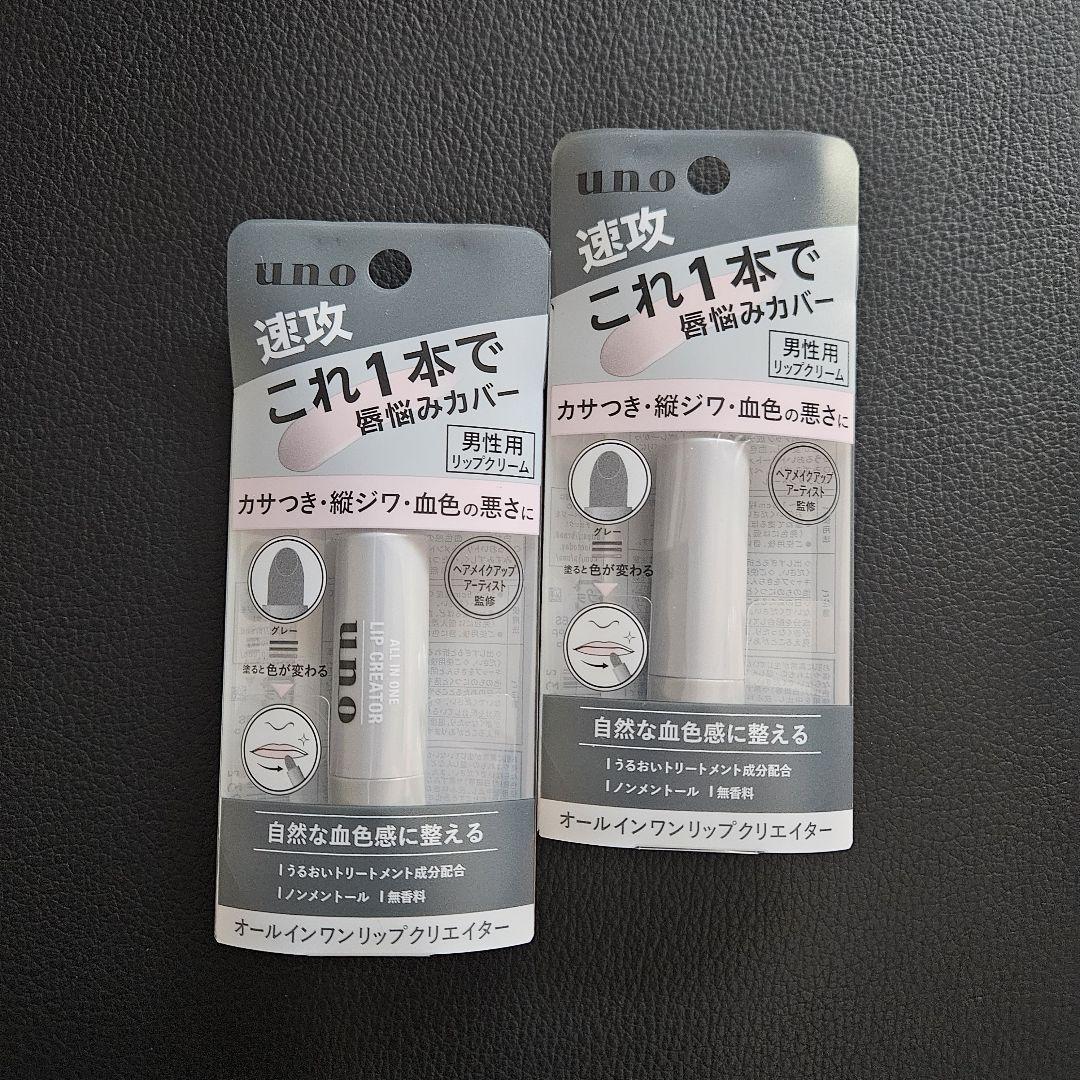 uno
速攻
これ1本で
唇悩みカバー
男性用
リップクリーム
カサつき・縦ジワ・血色の悪さに
グレー
塗ると色が変わる
ヘアメイクアップ
アーティスト
監修
ALL IN ONE
LIP CREATOR
uno
自然な血色感に整える
うるおいトリートメント成分配合
ノンメントール 無香料
オールインワンリップクリエイター
uno
速攻
これ1本で
唇悩みカバー
男性用
リップクリーム
カサつき・縦ジワ・血色の悪さに
グレー
塗ると色が変わる
ヘアメイクアップ
アーティスト
監修
自然な血色感に整える
うるおいトリートメント成分配合
ノンメントール 無香料
オールインワンリップクリエイター